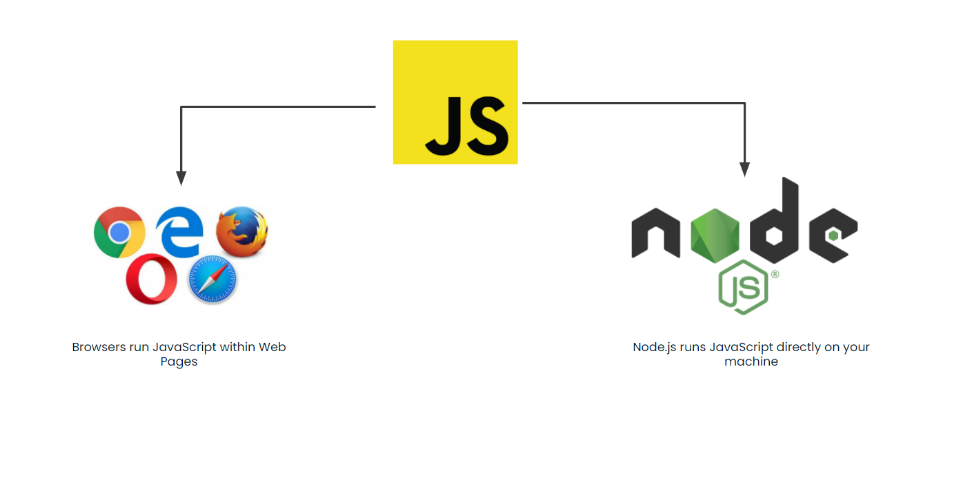 JS
node
JS
®
Browsers run JavaScript within Web
Pages
Node.js runs JavaScript directly on your
machine